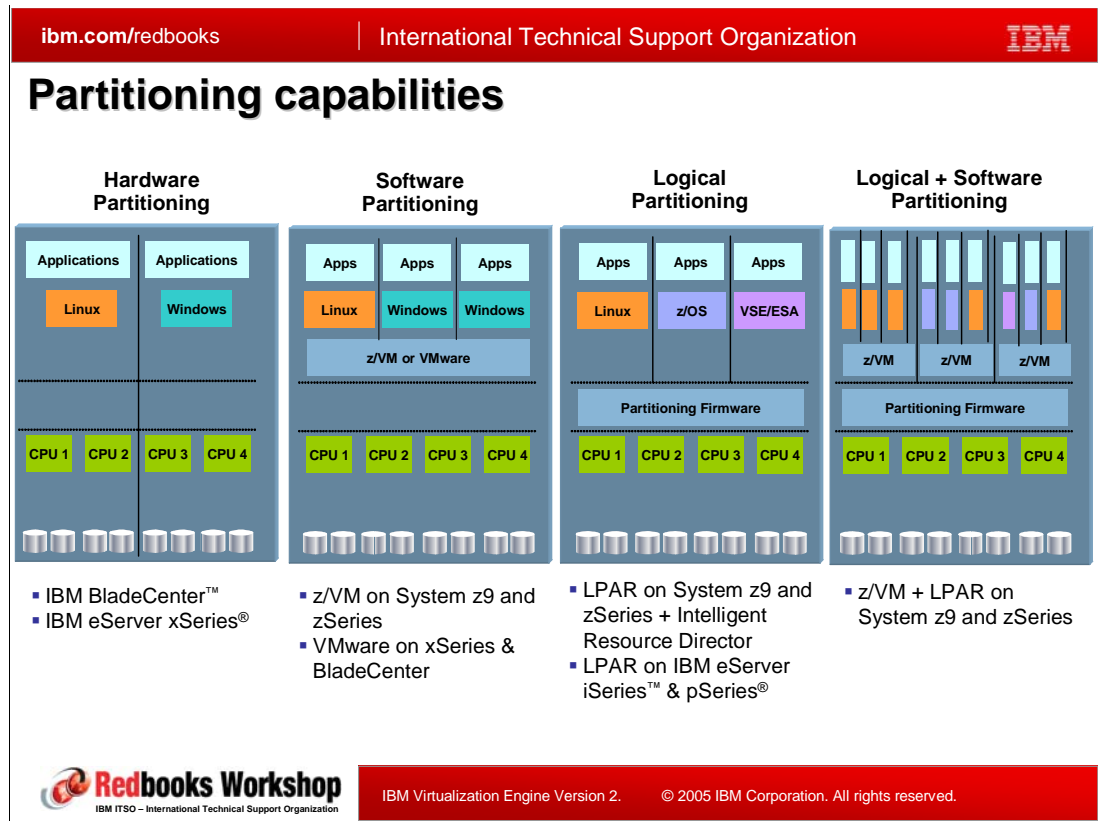 ibm.com/redbooks
International Technical Support Organization
IBM
Partitioning capabilities
Hardware
Partitioning
Applications
Applications
Linux
Windows
CPU 1
CPU 2
CPU 3
CPU 4
▪ IBM BladeCenter™
▪ IBM eServer xSeries®
Software
Partitioning
Apps
Apps
Apps
Linux
Windows
Windows
z/VM or VMware
CPU 1
CPU 2
CPU 3
CPU 4
▪ z/VM on System z9 and
zSeries
▪ VMware on xSeries &
BladeCenter
Logical
Partitioning
Apps
Apps
Apps
Linux
z/OS
VSE/ESA
Partitioning Firmware
CPU 1
CPU 2
CPU 3
CPU 4
▪ LPAR on System z9 and
zSeries + Intelligent
Resource Director
▪ LPAR on IBM eServer
iSeries™ & pSeries®
Logical + Software
Partitioning
z/VM
z/VM
z/VM
Partitioning Firmware
CPU 1
CPU 2
CPU 3
CPU 4
▪ z/VM + LPAR on
System z9 and zSeries
Redbooks Workshop
IBM ITSO – International Technical Support Organization
IBM Virtualization Engine Version 2.
© 2005 IBM Corporation. All rights reserved.